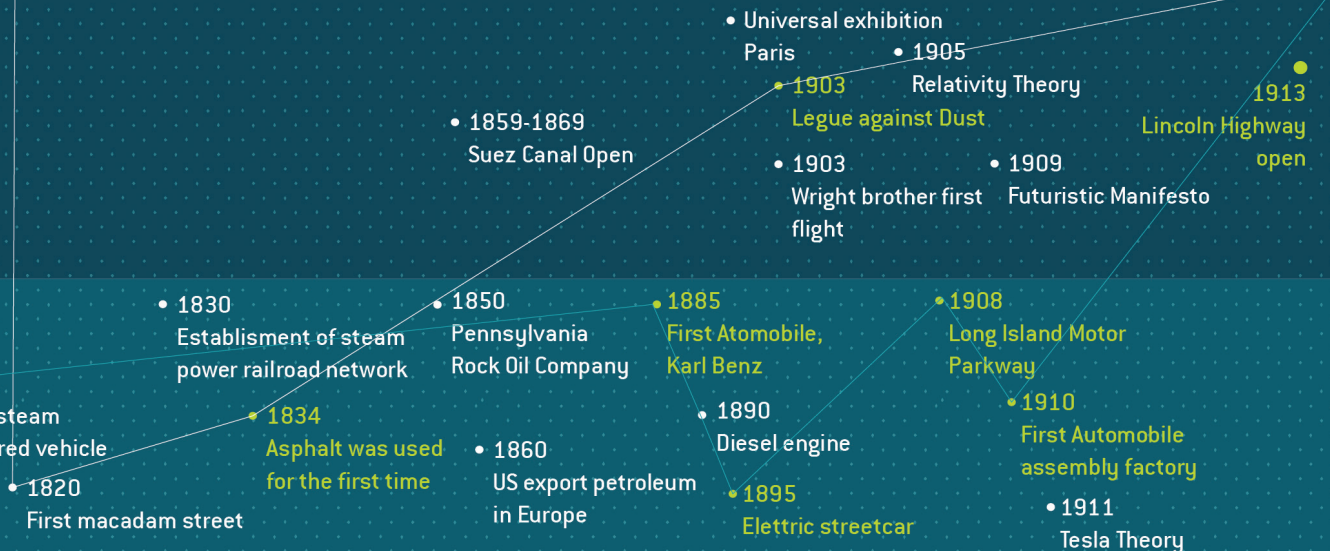 Universal exhibition
Paris
1905
Relativity Theory
1903
Legue against Dust
1913
Lincoln Highway
open
1859-1869
Suez Canal Open
1903
Wright brother first
flight
1909
Futuristic Manifesto
1830
Establisment of steam
power railroad network
1850
Pennsylvania
Rock Oil Company
1885
First Atomobile,
Karl Benz
1908
Long Island Motor
Parkway
steam
red vehicle
1834
Asphalt was used
for the first time
1890
Diesel engine
1910
First Automobile
assembly factory
1860
US export petroleum
in Europe
1820
First macadam street
1895
Elettric streetcar
1911
Tesla Theory